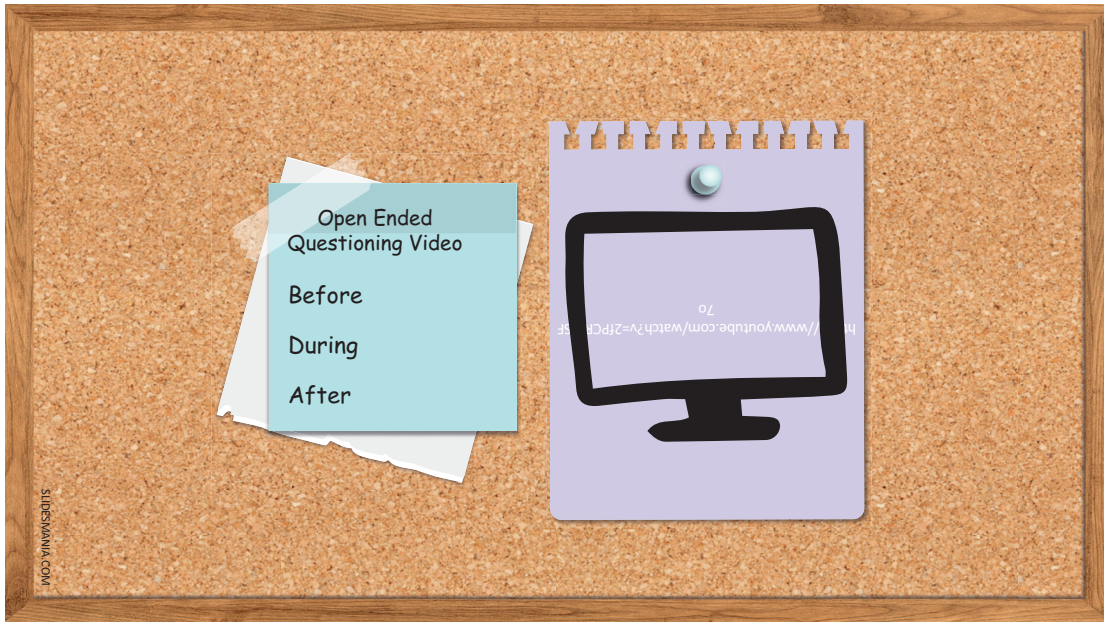 Open Ended
Questioning Video
Before
During
After
SLIDESMANIA.COM